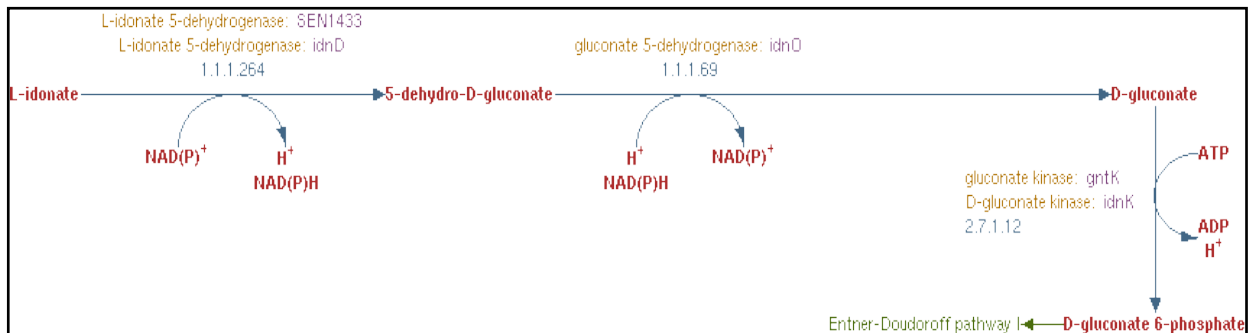 L-idonate 5-dehydrogenase: SEN1433
L-idonate 5-dehydrogenase: idnD
1.1.1.264
gluconate 5-dehydrogenase: idnO
1.1.1.69
L-idonate
5-dehydro-D-gluconate
D-gluconate
NAD(P)+
H+
NAD(P)H
H+
NAD(P)H
NAD(P)+
ATP
gluconate kinase: gntK
D-gluconate kinase: idnK
2.7.1.12
ADP
H+
Entner-Doudoroff pathway I
D-gluconate 6-phosphate